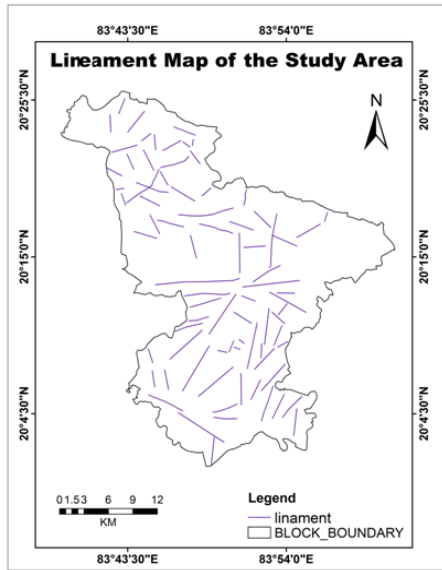 83°43'30"E 83°54'0"E
Lineament Map of the Study Area
N
20°25'30"N 20°25'30"N
20°15'0"N 20°15'0"N
20°4'30"N 20°4'30"N
0 1.5 3 6 9 12
KM
Legend
linament
BLOCK_BOUNDARY
83°43'30"E 83°54'0"E